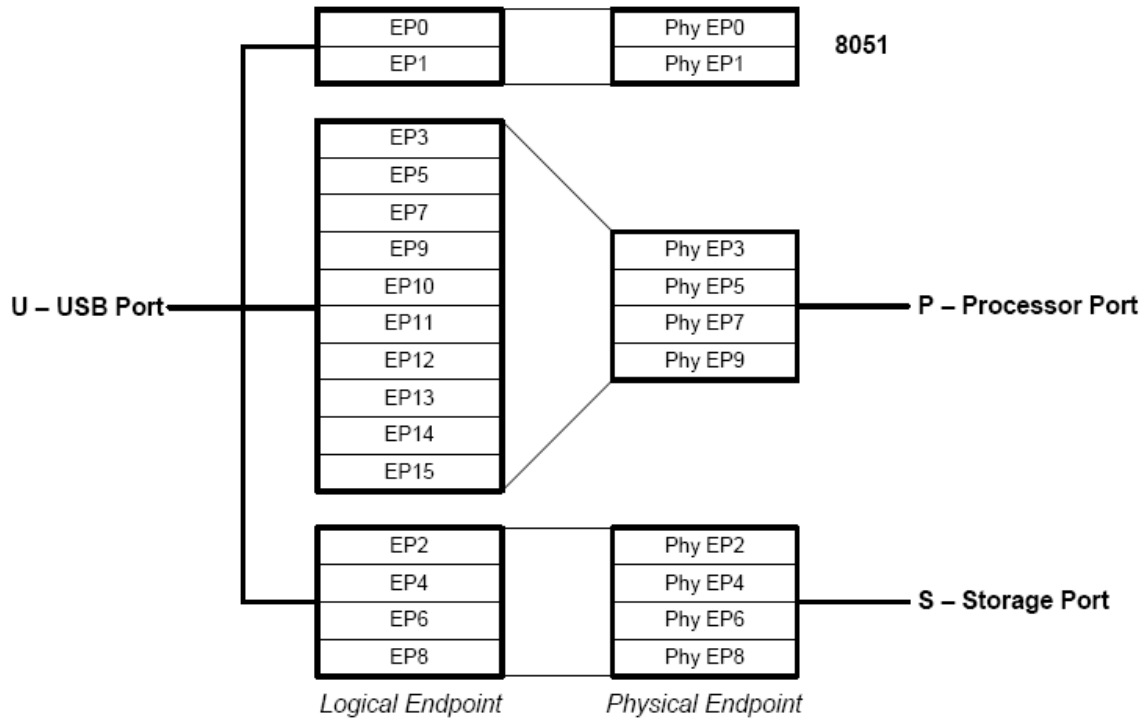 EP0
EP1
Phy EP0
Phy EP1
8051
EP3
EP5
EP7
EP9
EP10
EP11
EP12
EP13
EP14
EP15
U – USB Port
Phy EP3
Phy EP5
Phy EP7
Phy EP9
P – Processor Port
EP2
EP4
EP6
EP8
Phy EP2
Phy EP4
Phy EP6
Phy EP8
S – Storage Port
Logical Endpoint
Physical Endpoint